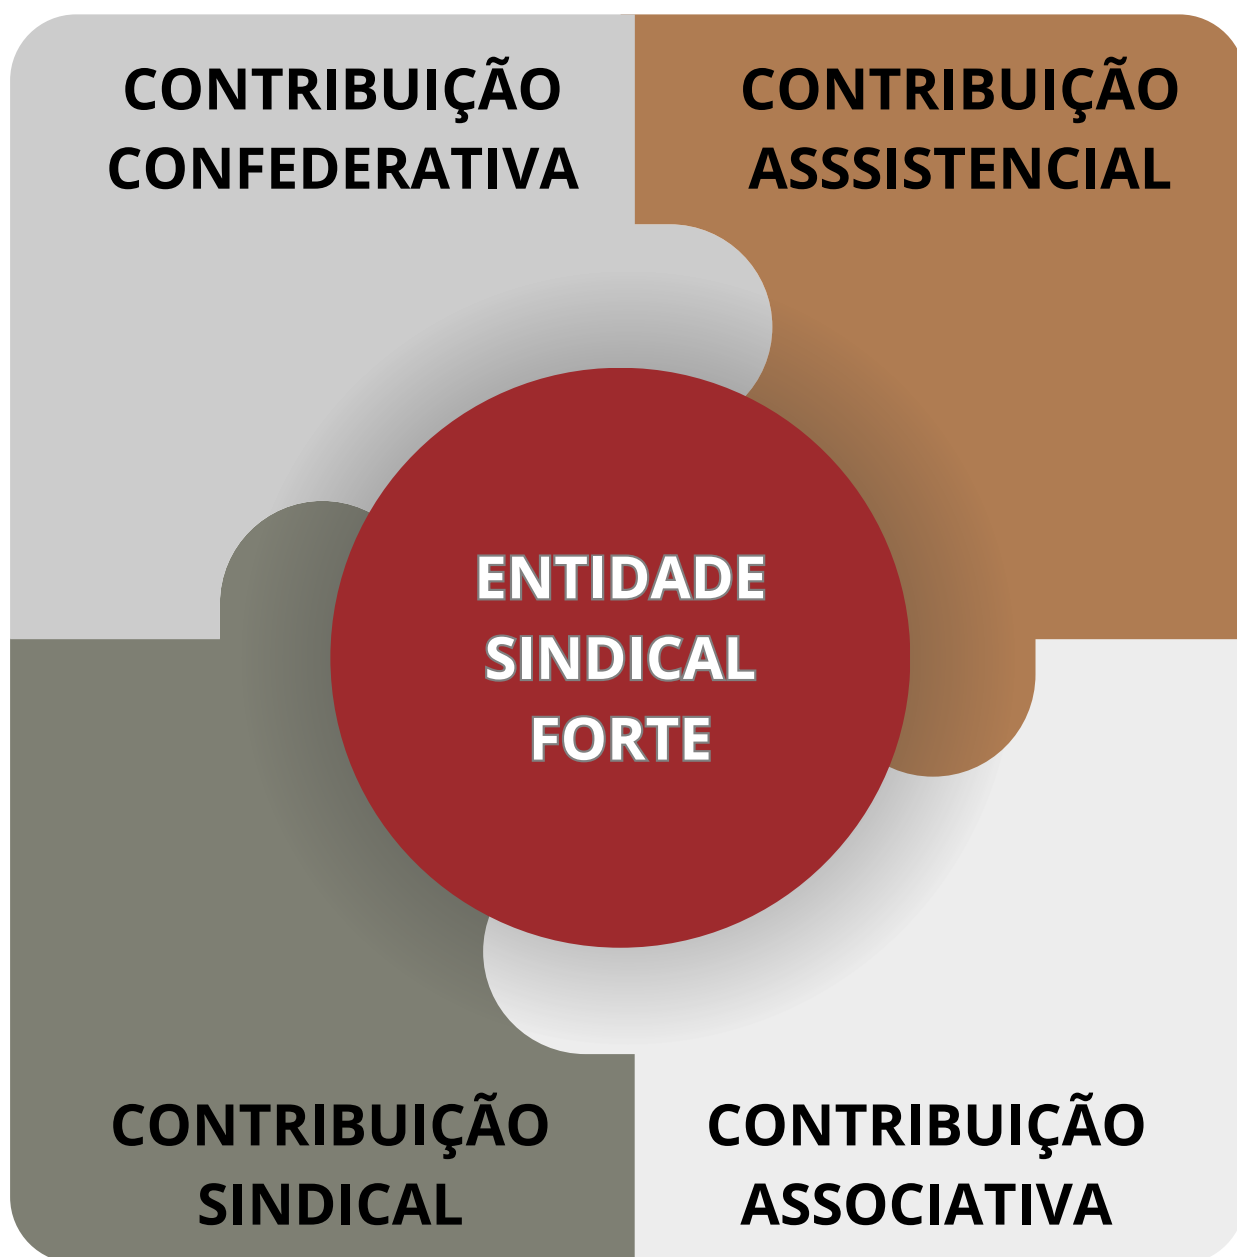 CONTRIBUIÇÃO
CONFEDERATIVA
CONTRIBUIÇÃO
ASSSISTENCIAL
ENTIDADE
SINDICAL
FORTE
CONTRIBUIÇÃO
SINDICAL
CONTRIBUIÇÃO
ASSOCIATIVA